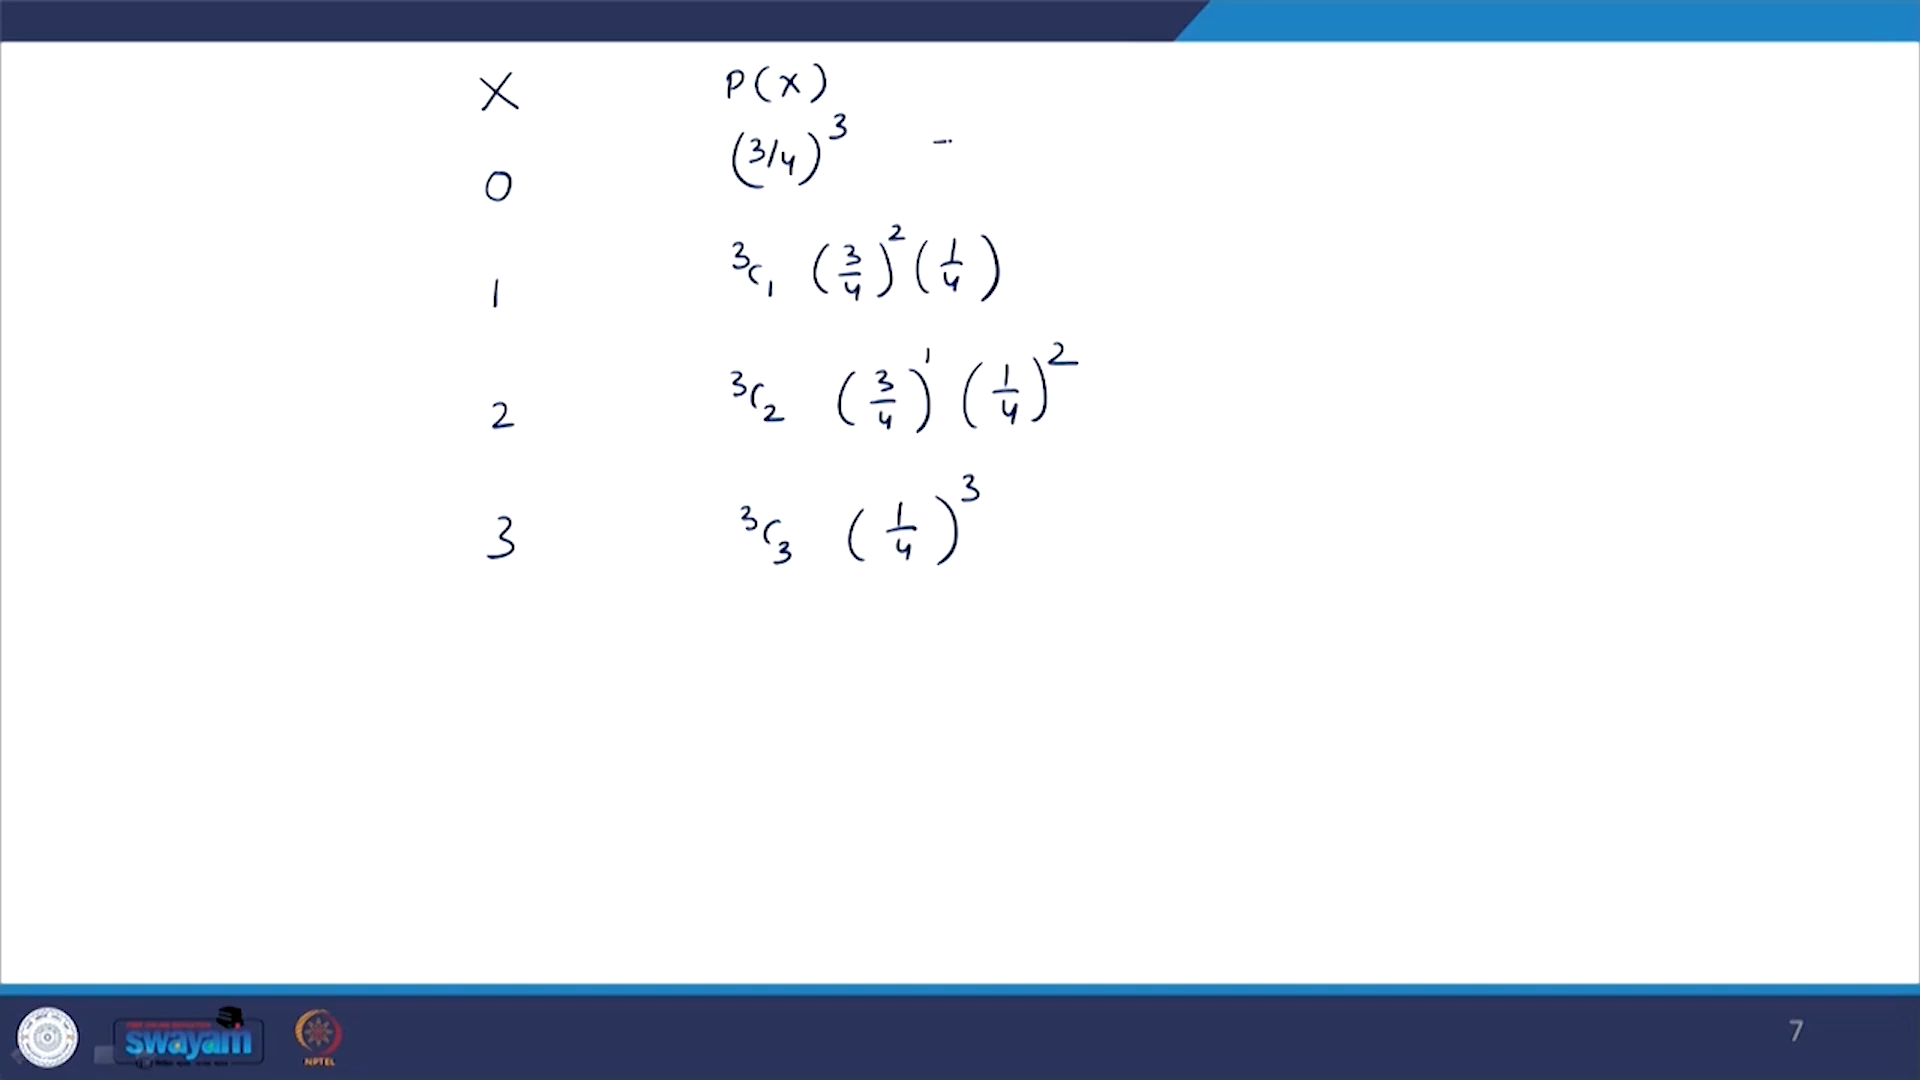 X P(X)
0 (3/4)^3 -
1 ³C₁ (3/4)^2 (1/4)
2 ³C₂ (3/4)^1 (1/4)^2
3 ³C₃ (1/4)^3
swayam
NPTEL
7